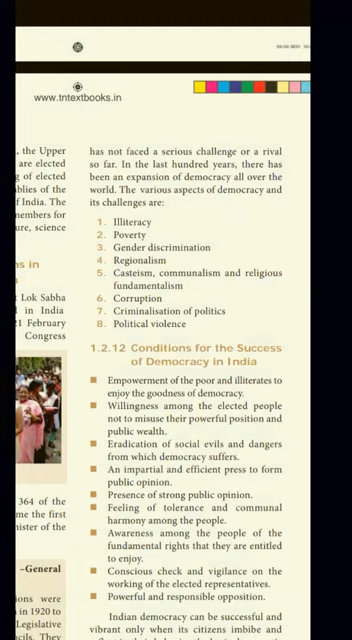 www.tntextbooks.in
, the Upper
are elected
g of elected
blies of the
f India. The
members for
ure, science
ns in
t Lok Sabha
l in India
21 February
Congress
364 of the
me the first
nister of the
–General
ions were
in 1920 to
Legislative
cils. They
has not faced a serious challenge or a rival
so far. In the last hundred years, there has
been an expansion of democracy all over the
world. The various aspects of democracy and
its challenges are:
1. Illiteracy
2. Poverty
3. Gender discrimination
4. Regionalism
5. Casteism, communalism and religious
fundamentalism
6. Corruption
7. Criminalisation of politics
8. Political violence
1.2.12 Conditions for the Success
of Democracy in India
■ Empowerment of the poor and illiterates to
enjoy the goodness of democracy.
■ Willingness among the elected people
not to misuse their powerful position and
public wealth.
■ Eradication of social evils and dangers
from which democracy suffers.
■ An impartial and efficient press to form
public opinion.
■ Presence of strong public opinion.
■ Feeling of tolerance and communal
harmony among the people.
■ Awareness among the people of the
fundamental rights that they are entitled
to enjoy.
■ Conscious check and vigilance on the
working of the elected representatives.
■ Powerful and responsible opposition.
Indian democracy can be successful and
vibrant only when its citizens imbibe and